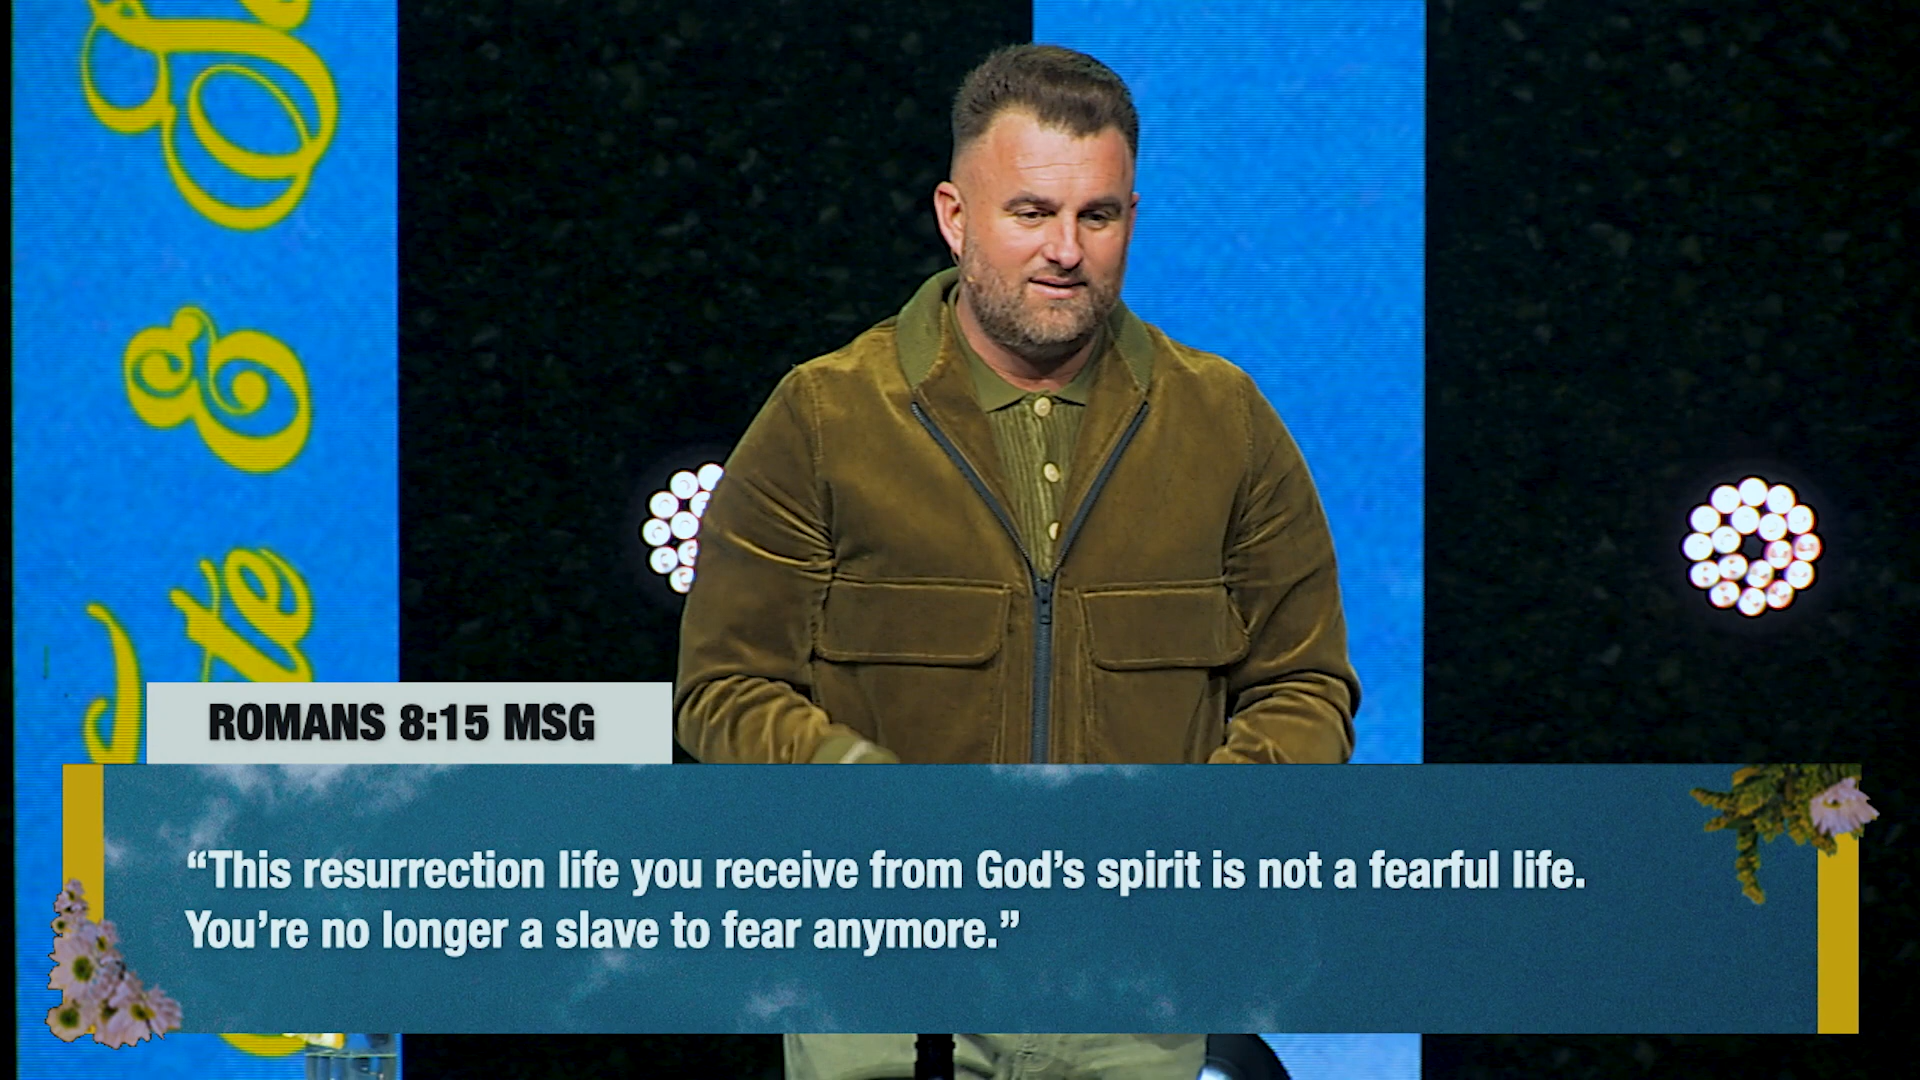 ROMANS 8:15 MSG
“This resurrection life you receive from God’s spirit is not a fearful life.
You’re no longer a slave to fear anymore.”
&
te